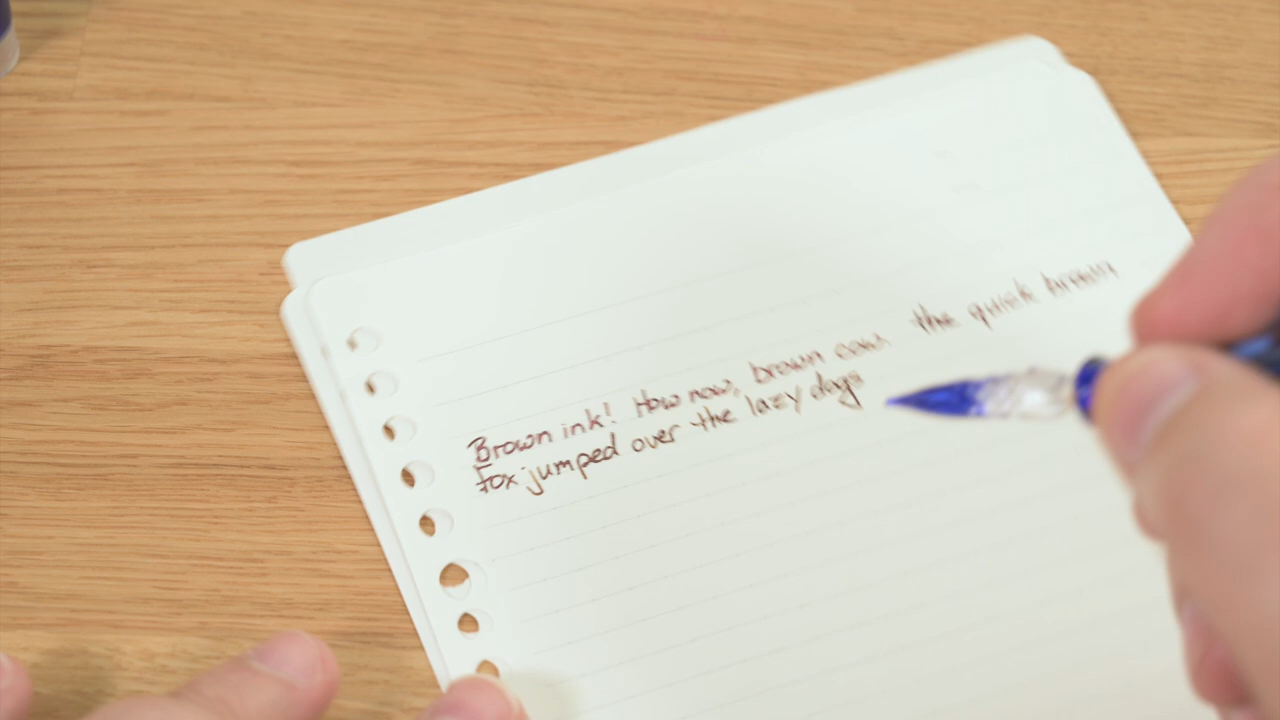 Brown ink! How now, brown cow. the quick brown
Fox jumped over the lazy dogs